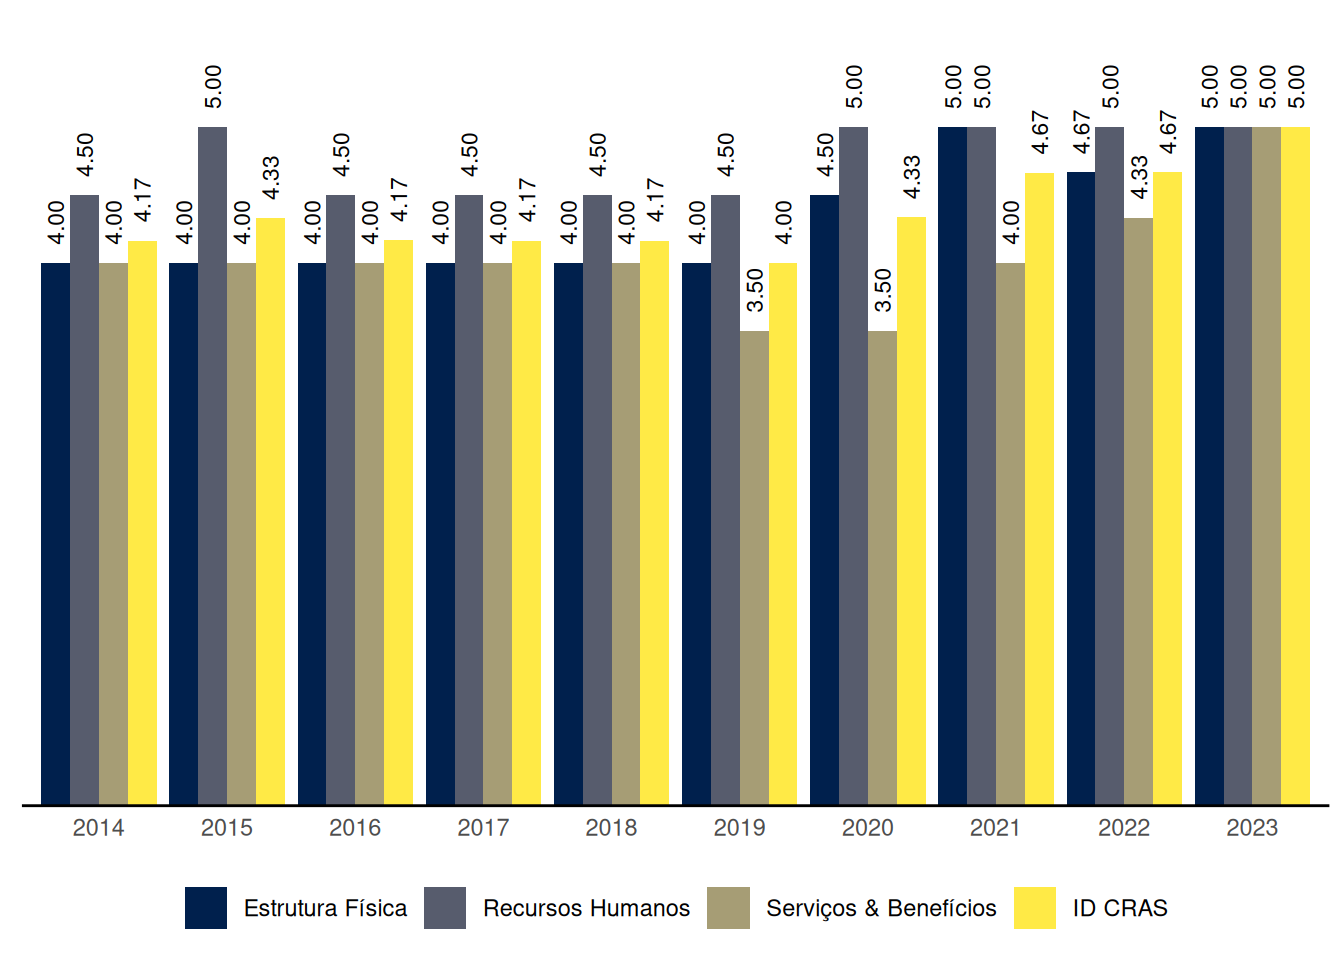 4.00 4.50 4.00 4.17
4.00 5.00 4.00 4.33
4.00 4.50 4.00 4.17
4.00 4.50 4.00 4.17
4.00 4.50 4.00 4.17
4.00 4.50 3.50 4.00
4.50 5.00 3.50 4.33
5.00 5.00 4.00 4.67
4.67 5.00 4.33 4.67
5.00 5.00 5.00 5.00
2014 2015 2016 2017 2018 2019 2020 2021 2022 2023
Estrutura Física Recursos Humanos Serviços & Benefícios ID CRAS